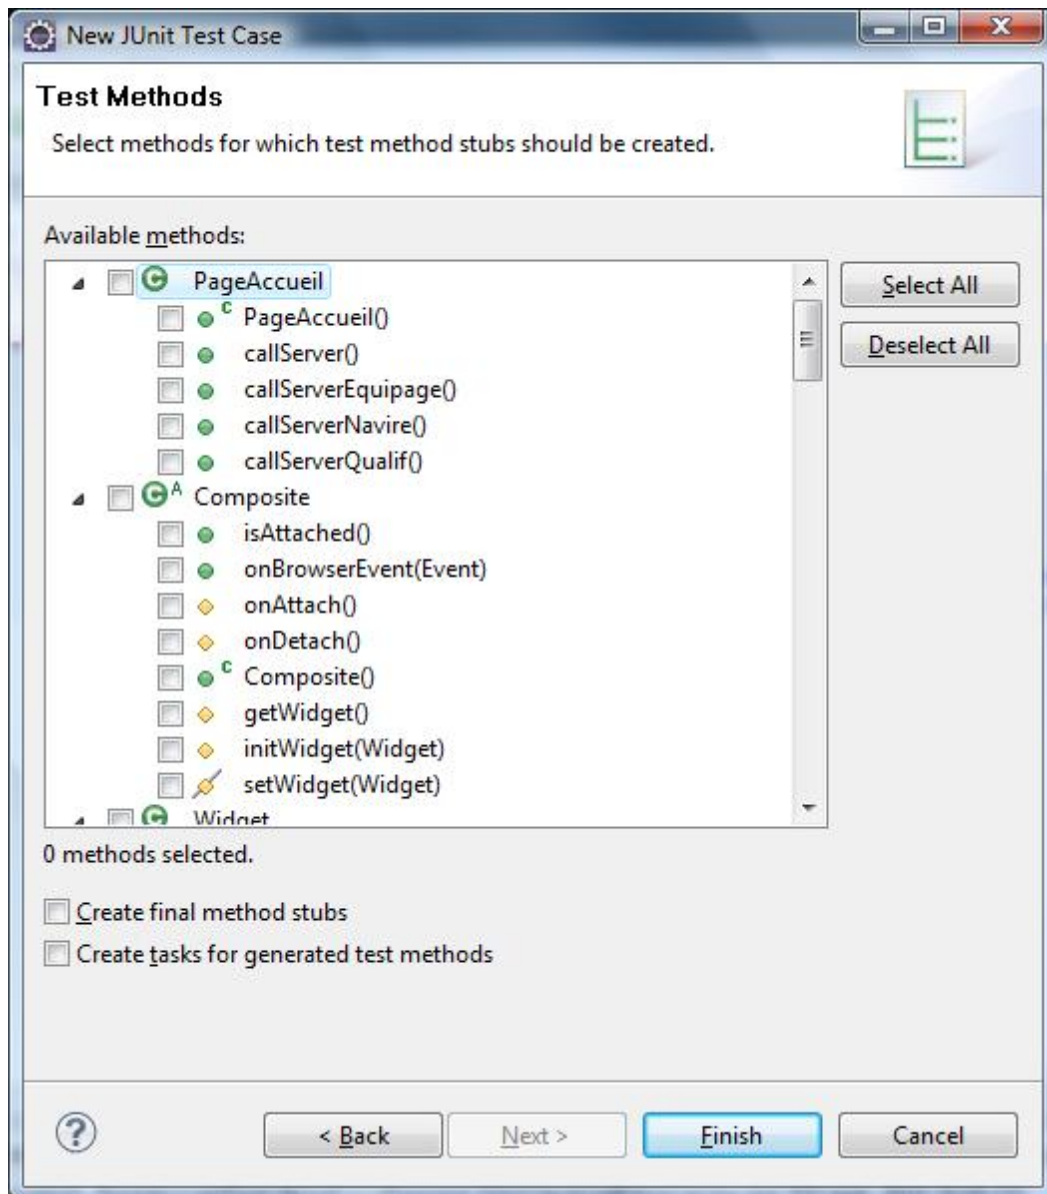 New JUnit Test Case
Test Methods
Select methods for which test method stubs should be created.
Available methods:
PageAccueil
PageAccueil()
callServer()
callServerEquipage()
callServerNavire()
callServerQualif()
Composite
isAttached()
onBrowserEvent(Event)
onAttach()
onDetach()
Composite()
getWidget()
initWidget(Widget)
setWidget(Widget)
Widget
Select All
Deselect All
0 methods selected.
Create final method stubs
Create tasks for generated test methods
< Back Next > Finish Cancel